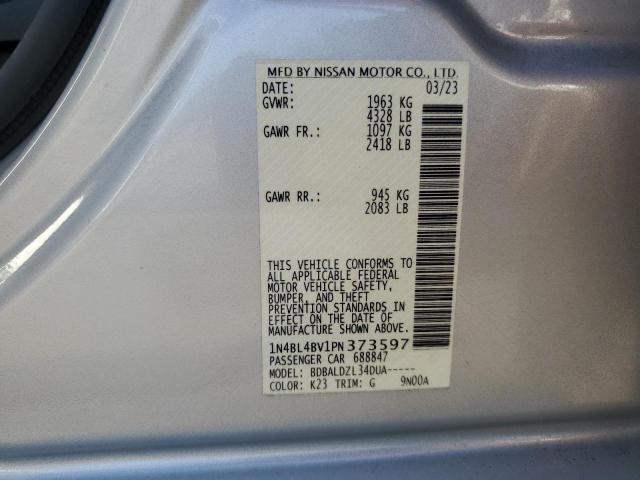 MFD BY NISSAN MOTOR CO., LTD.
DATE: 03/23
GVWR: 1963 KG
4328 LB
GAWR FR.: 1097 KG
2418 LB
GAWR RR.: 945 KG
2083 LB
THIS VEHICLE CONFORMS TO
ALL APPLICABLE FEDERAL
MOTOR VEHICLE SAFETY,
BUMPER, AND THEFT
PREVENTION STANDARDS IN
EFFECT ON THE DATE OF
MANUFACTURE SHOWN ABOVE.
1N4BL4BV1PN373597
PASSENGER CAR 688847
MODEL: BDBALDZL34DUA-----
COLOR: K23 TRIM: G 9N00A